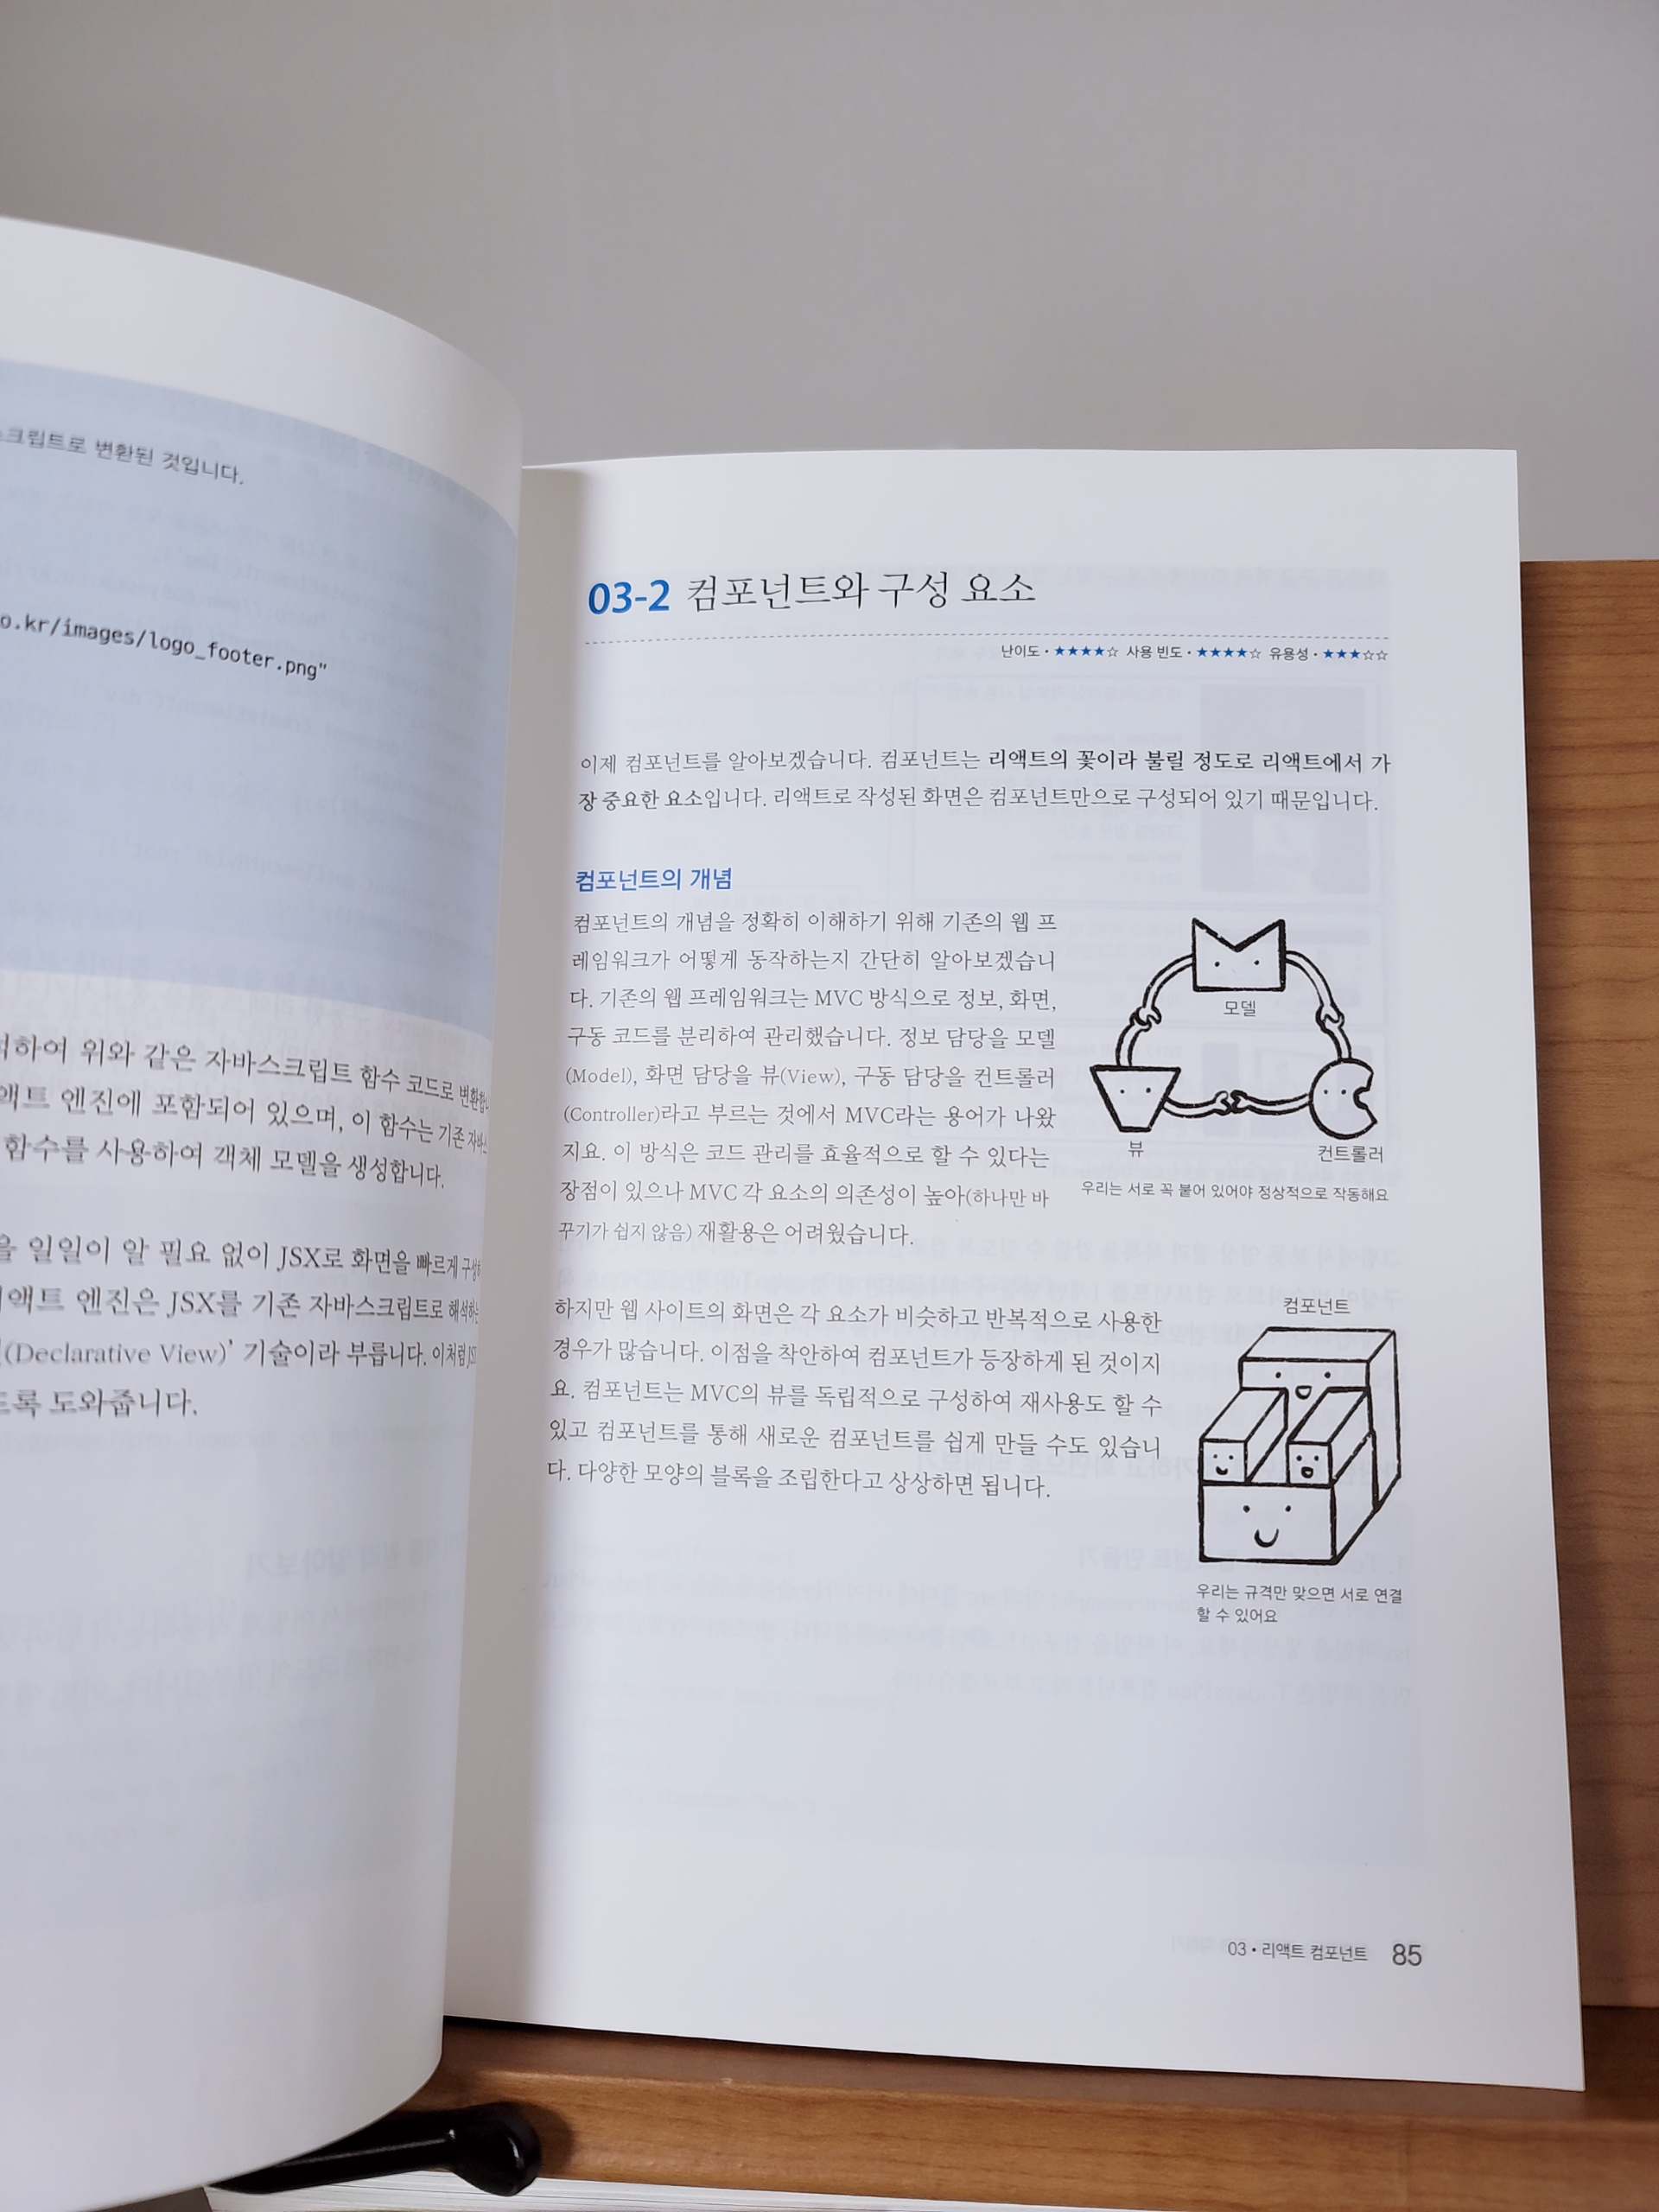 스크립트로 변환된 것입니다.
o.kr/images/logo_footer.png"
하여 위와 같은 자바스크립트 함수 코드로 변환합니
액트 엔진에 포함되어 있으며, 이 함수는 기존 자바스
함수를 사용하여 객체 모델을 생성합니다.
을 일일이 알 필요 없이 JSX로 화면을 빠르게 구성하
리액트 엔진은 JSX를 기존 자바스크립트로 해석하는
(Declarative View)' 기술이라 부릅니다. 이처럼 JS
도록 도와줍니다.
03-2 컴포넌트와 구성 요소
난이도 • ★★★★☆ 사용 빈도 • ★★★★☆ 유용성 • ★★★☆☆
이제 컴포넌트를 알아보겠습니다. 컴포넌트는 리액트의 꽃이라 불릴 정도로 리액트에서 가
장 중요한 요소입니다. 리액트로 작성된 화면은 컴포넌트만으로 구성되어 있기 때문입니다.
컴포넌트의 개념
컴포넌트의 개념을 정확히 이해하기 위해 기존의 웹 프
레임워크가 어떻게 동작하는지 간단히 알아보겠습니
다. 기존의 웹 프레임워크는 MVC 방식으로 정보, 화면,
구동 코드를 분리하여 관리했습니다. 정보 담당을 모델
(Model), 화면 담당을 뷰(View), 구동 담당을 컨트롤러
(Controller)라고 부르는 것에서 MVC라는 용어가 나왔
지요. 이 방식은 코드 관리를 효율적으로 할 수 있다는
장점이 있으나 MVC 각 요소의 의존성이 높아(하나만 바
꾸기가 쉽지 않음) 재활용은 어려웠습니다.
모델
뷰
컨트롤러
우리는 서로 꼭 붙어 있어야 정상적으로 작동해요
하지만 웹 사이트의 화면은 각 요소가 비슷하고 반복적으로 사용한
경우가 많습니다. 이점을 착안하여 컴포넌트가 등장하게 된 것이지
요. 컴포넌트는 MVC의 뷰를 독립적으로 구성하여 재사용도 할 수
있고 컴포넌트를 통해 새로운 컴포넌트를 쉽게 만들 수도 있습니
다. 다양한 모양의 블록을 조립한다고 상상하면 됩니다.
컴포넌트
우리는 규격만 맞으면 서로 연결
할 수 있어요
03 • 리액트 컴포넌트 85